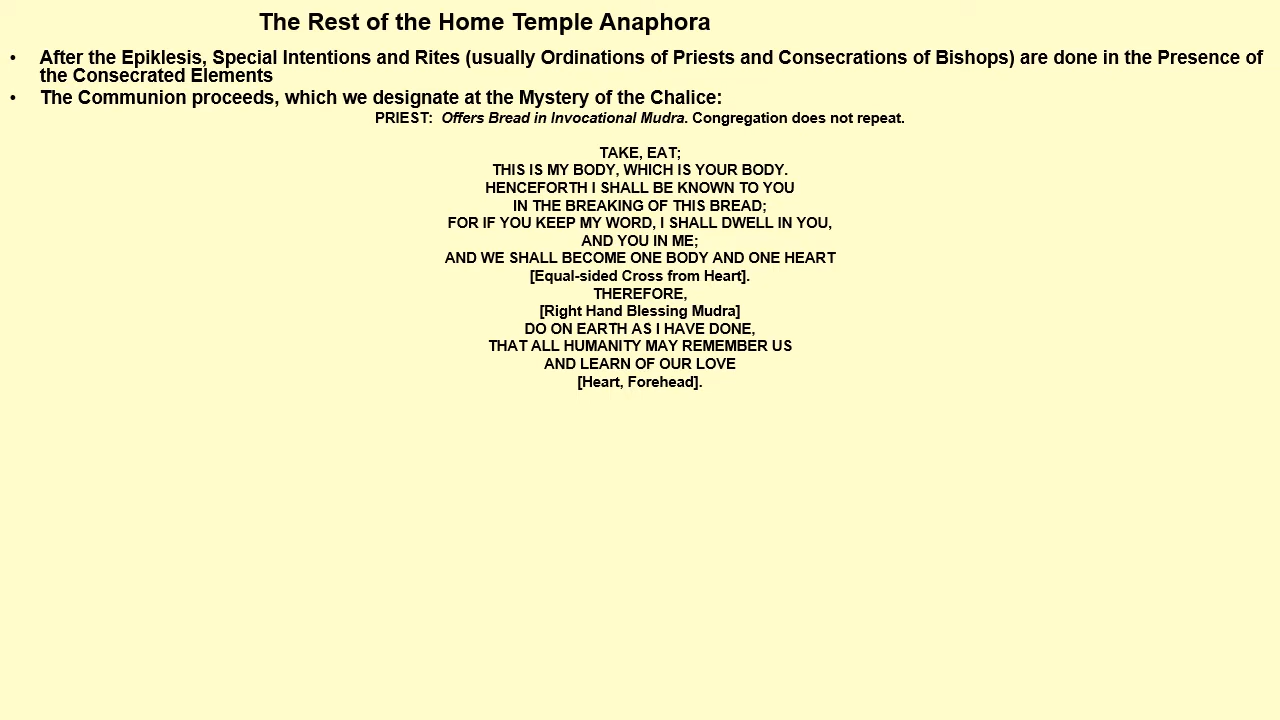 The Rest of the Home Temple Anaphora
• After the Epiklesis, Special Intentions and Rites (usually Ordinations of Priests and Consecrations of Bishops) are done in the Presence of
the Consecrated Elements
• The Communion proceeds, which we designate at the Mystery of the Chalice:
PRIEST: Offers Bread in Invocational Mudra. Congregation does not repeat.
TAKE, EAT;
THIS IS MY BODY, WHICH IS YOUR BODY.
HENCEFORTH I SHALL BE KNOWN TO YOU
IN THE BREAKING OF THIS BREAD;
FOR IF YOU KEEP MY WORD, I SHALL DWELL IN YOU,
AND YOU IN ME;
AND WE SHALL BECOME ONE BODY AND ONE HEART
[Equal-sided Cross from Heart].
THEREFORE,
[Right Hand Blessing Mudra]
DO ON EARTH AS I HAVE DONE,
THAT ALL HUMANITY MAY REMEMBER US
AND LEARN OF OUR LOVE
[Heart, Forehead].